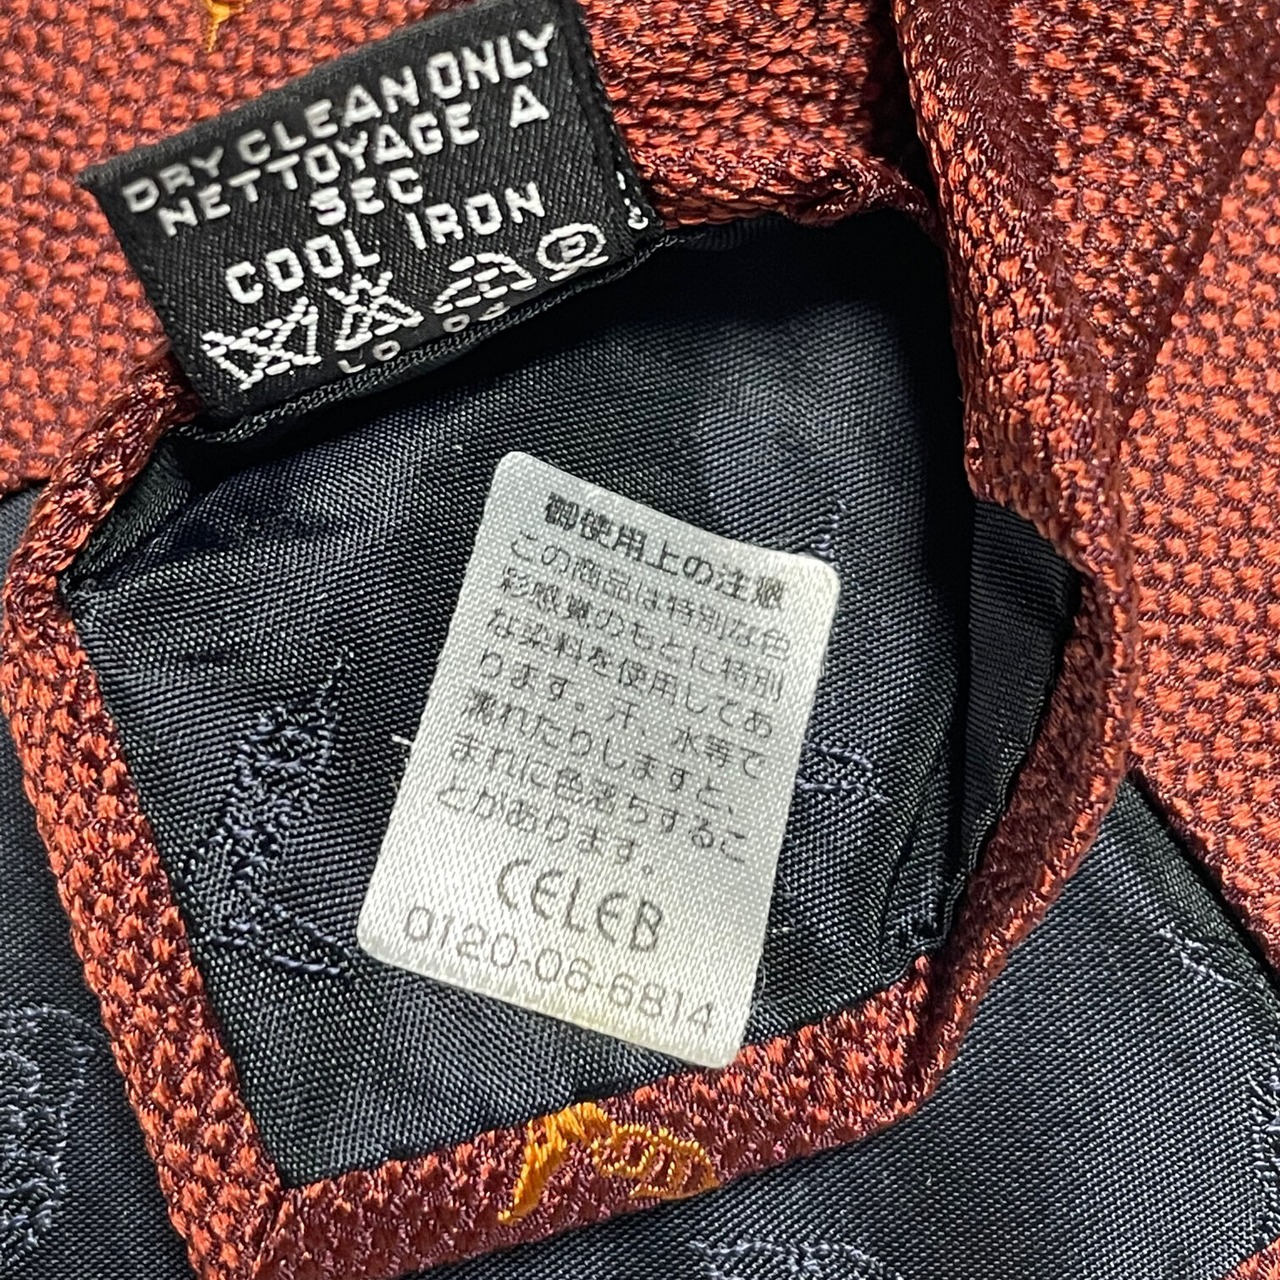 DRY CLEAN ONLY
NETTOYAGE A
SEC
COOL IRON
P
御使用上の注意
この商品は特別な色
彩感覚のもとに特別
な染料を使用してあ
ります。汗、水等で
濡れたりしますと、
まれに色落ちするこ
とがあります。
CELEB
0120-06-6814